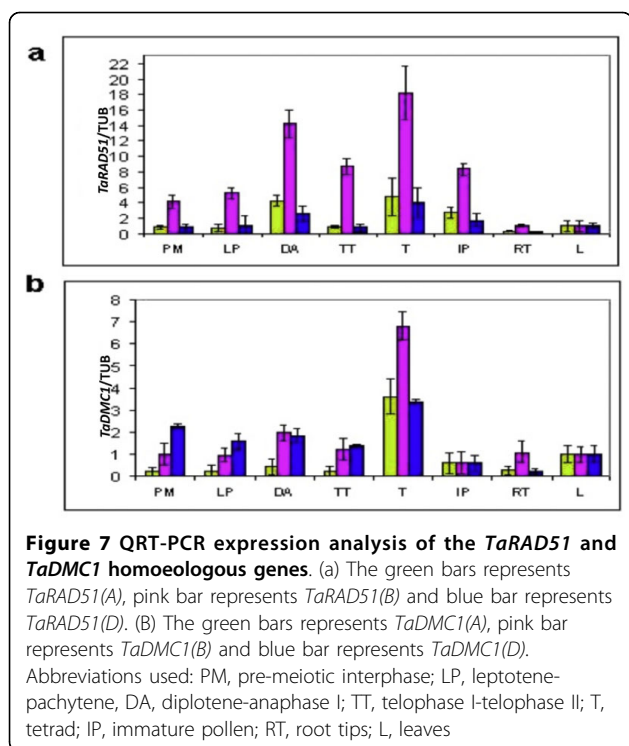 a
TaRAD51/TUB
22
20
18
16
14
12
10
8
6
4
2
0
PM LP DA TT T IP RT L
b
TaDMC1/TUB
8
7
6
5
4
3
2
1
0
PM LP DA TT T IP RT L
Figure 7 QRT-PCR expression analysis of the TaRAD51 and
TaDMC1 homoeologous genes. (a) The green bars represents
TaRAD51(A), pink bar represents TaRAD51(B) and blue bar represents
TaRAD51(D). (B) The green bars represents TaDMC1(A), pink bar
represents TaDMC1(B) and blue bar represents TaDMC1(D).
Abbreviations used: PM, pre-meiotic interphase; LP, leptotene-
pachytene, DA, diplotene-anaphase I; TT, telophase I-telophase II; T,
tetrad; IP, immature pollen; RT, root tips; L, leaves